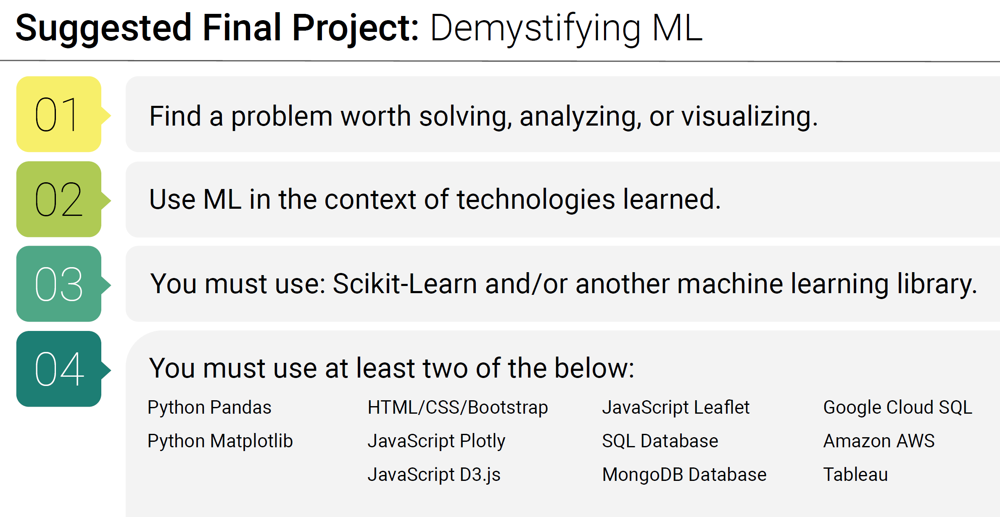 Suggested Final Project: Demystifying ML
01
Find a problem worth solving, analyzing, or visualizing.
02
Use ML in the context of technologies learned.
03
You must use: Scikit-Learn and/or another machine learning library.
04
You must use at least two of the below:
Python Pandas
Python Matplotlib
HTML/CSS/Bootstrap
JavaScript Plotly
JavaScript D3.js
JavaScript Leaflet
SQL Database
MongoDB Database
Google Cloud SQL
Amazon AWS
Tableau